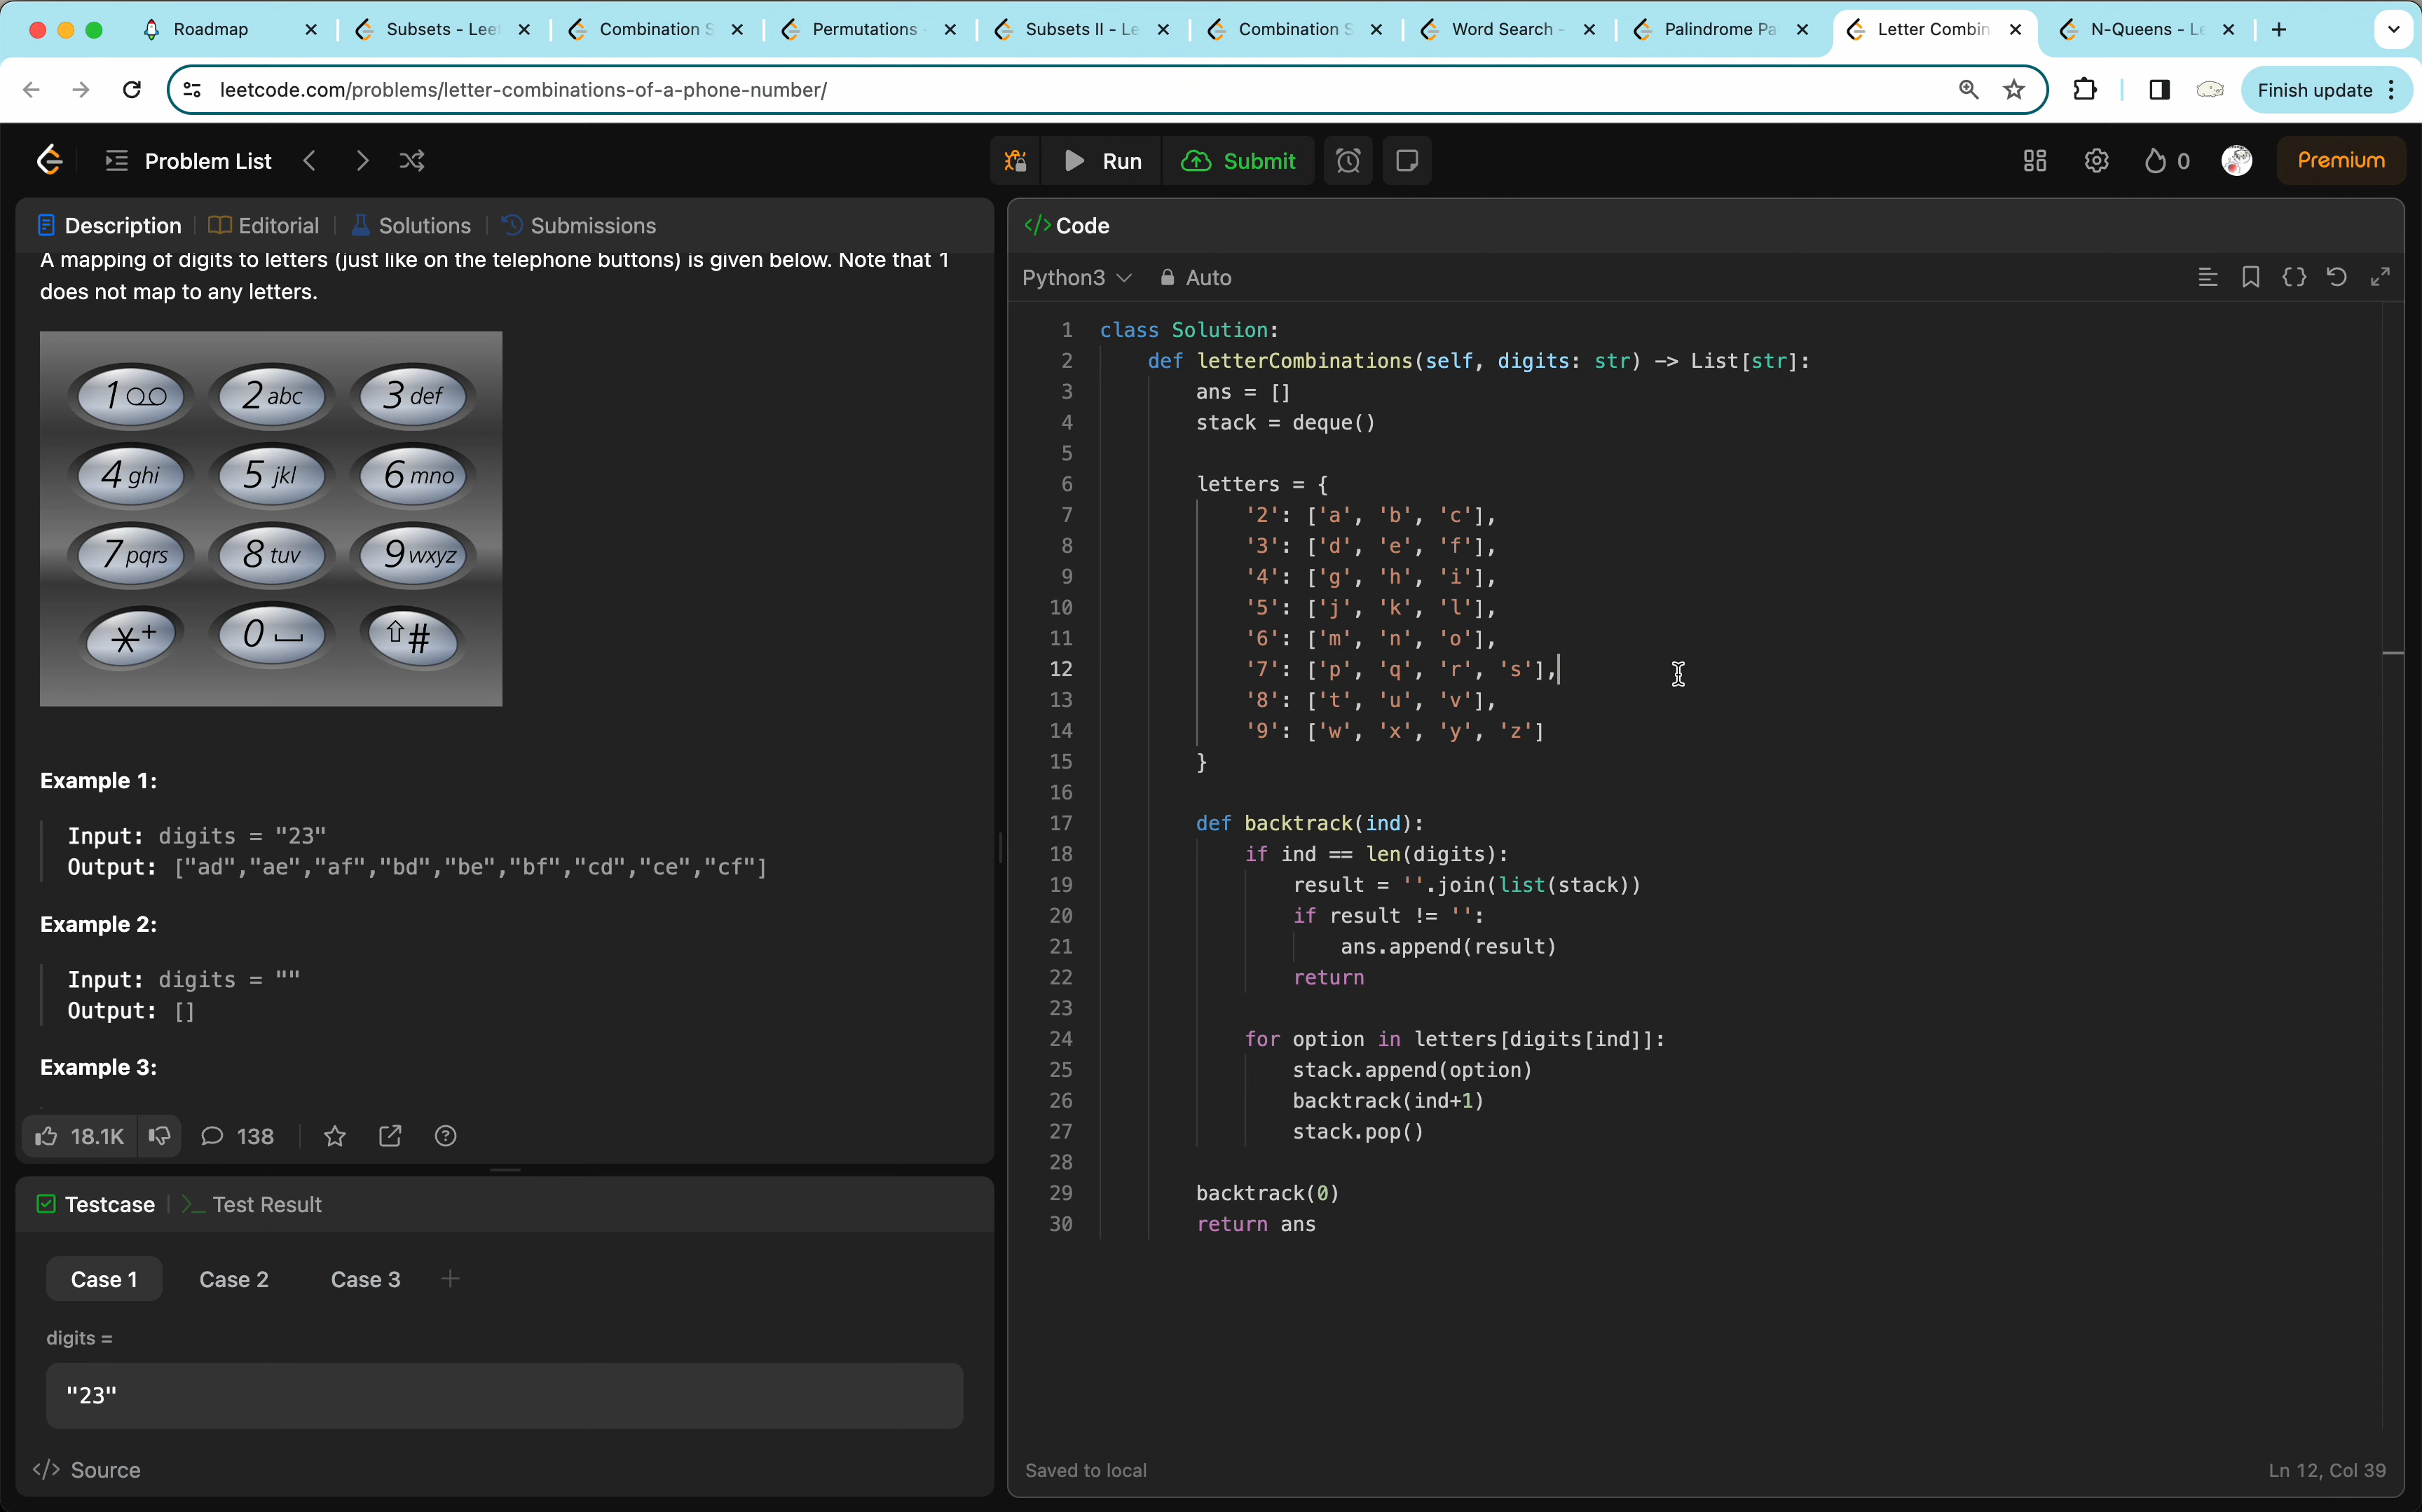 Roadmap
Subsets - Leet
Combination S
Permutations -
Subsets II - Le
Combination S
Word Search -
Palindrome Pa
Letter Combin
N-Queens - Le
leetcode.com/problems/letter-combinations-of-a-phone-number/
Finish update
Problem List
Run
Submit
0
Premium
Description
Editorial
Solutions
Submissions
A mapping of digits to letters (just like on the telephone buttons) is given below. Note that 1
does not map to any letters.
1
2 abc
3 def
4 ghi
5 jkl
6 mno
7 pqrs
8 tuv
9 wxyz
*+
0
#
Example 1:
Input: digits = "23"
Output: ["ad","ae","af","bd","be","bf","cd","ce","cf"]
Example 2:
Input: digits = ""
Output: []
Example 3:
18.1K
138
Testcase
Test Result
Case 1
Case 2
Case 3
digits =
"23"
Source
Code
Python3
Auto
1 class Solution:
2     def letterCombinations(self, digits: str) -> List[str]:
3         ans = []
4         stack = deque()
5
6         letters = {
7             '2': ['a', 'b', 'c'],
8             '3': ['d', 'e', 'f'],
9             '4': ['g', 'h', 'i'],
10             '5': ['j', 'k', 'l'],
11             '6': ['m', 'n', 'o'],
12             '7': ['p', 'q', 'r', 's'],
13             '8': ['t', 'u', 'v'],
14             '9': ['w', 'x', 'y', 'z']
15         }
16
17         def backtrack(ind):
18             if ind == len(digits):
19                 result = ''.join(list(stack))
20                 if result != '':
21                     ans.append(result)
22                 return
23
24             for option in letters[digits[ind]]:
25                 stack.append(option)
26                 backtrack(ind+1)
27                 stack.pop()
28
29         backtrack(0)
30         return ans
Saved to local
Ln 12, Col 39